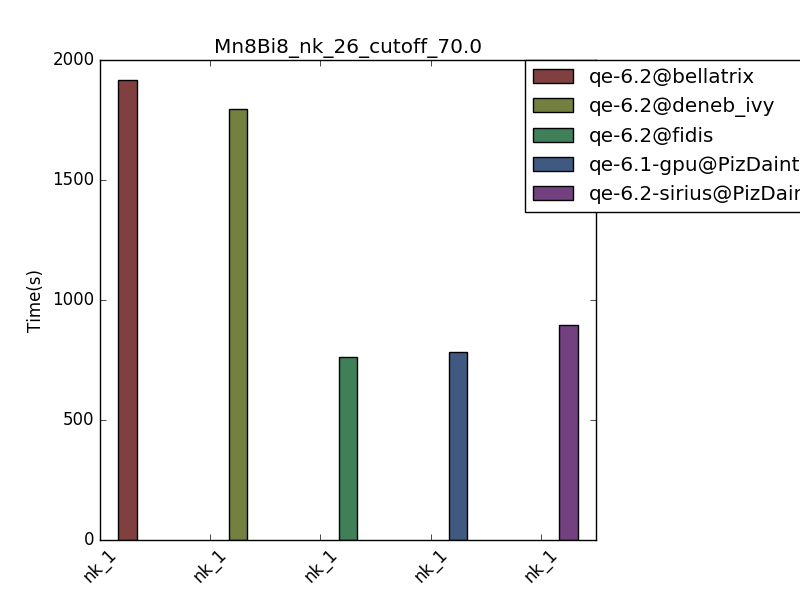 Mn8Bi8_nk_26_cutoff_70.0
qe-6.2@bellatrix
qe-6.2@deneb_ivy
qe-6.2@fidis
qe-6.1-gpu@PizDaint
qe-6.2-sirius@PizDain
2000
1500
1000
500
0
Time(s)
nk_1 nk_1 nk_1 nk_1 nk_1